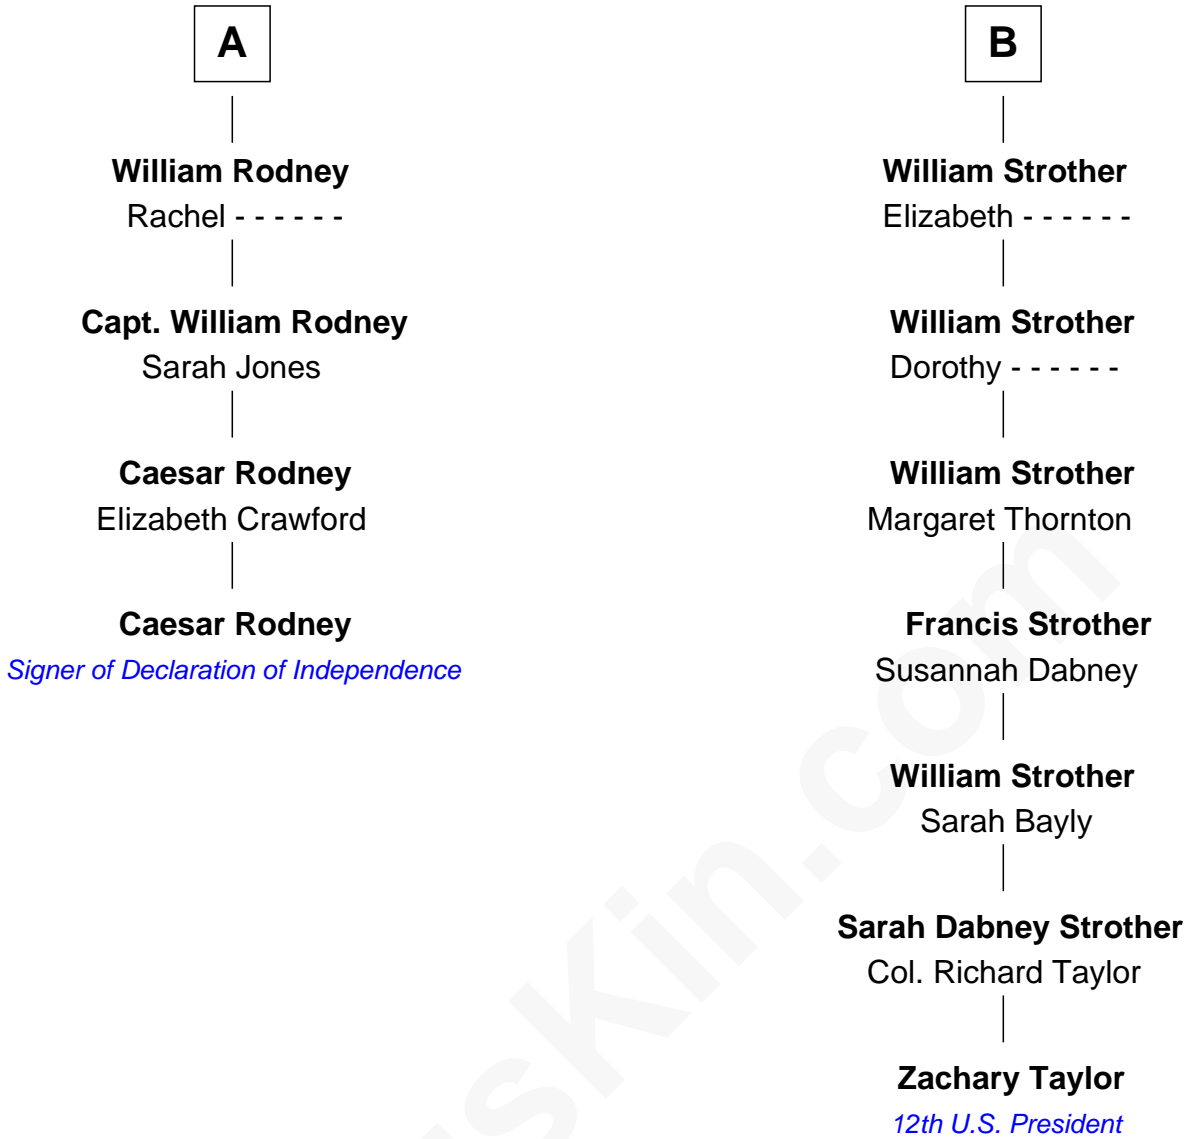 A
William Rodney
Rachel - - - - - -
Capt. William Rodney
Sarah Jones
Caesar Rodney
Elizabeth Crawford
Caesar Rodney
Signer of Declaration of Independence
B
William Strother
Elizabeth - - - - - -
William Strother
Dorothy - - - - - -
William Strother
Margaret Thornton
Francis Strother
Susannah Dabney
William Strother
Sarah Bayly
Sarah Dabney Strother
Col. Richard Taylor
Zachary Taylor
12th U.S. President